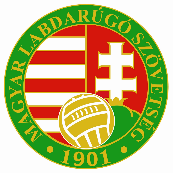 MAGYAR LABDARÚGÓ SZÖVETSÉG
• 1901 •